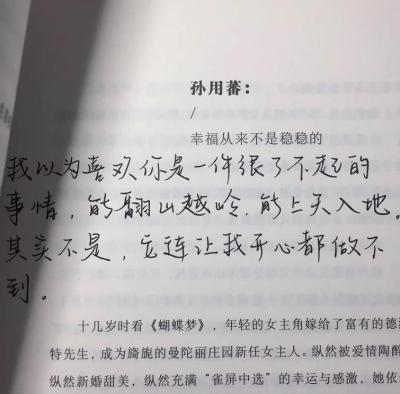 孙用蕃：
/
幸福从来不是稳稳的
我以为喜欢你是一件很了不起的
事情，能翻山越岭，能上天入地。
其实不是，它连让我开心都做不
到。
十几岁时看《蝴蝶梦》，年轻的女主角嫁给了富有的德
特先生，成为旖旎的曼陀丽庄园新任女主人。纵然被爱情陶醉
纵然新婚甜美，纵然充满“雀屏中选”的幸运与感激，她依